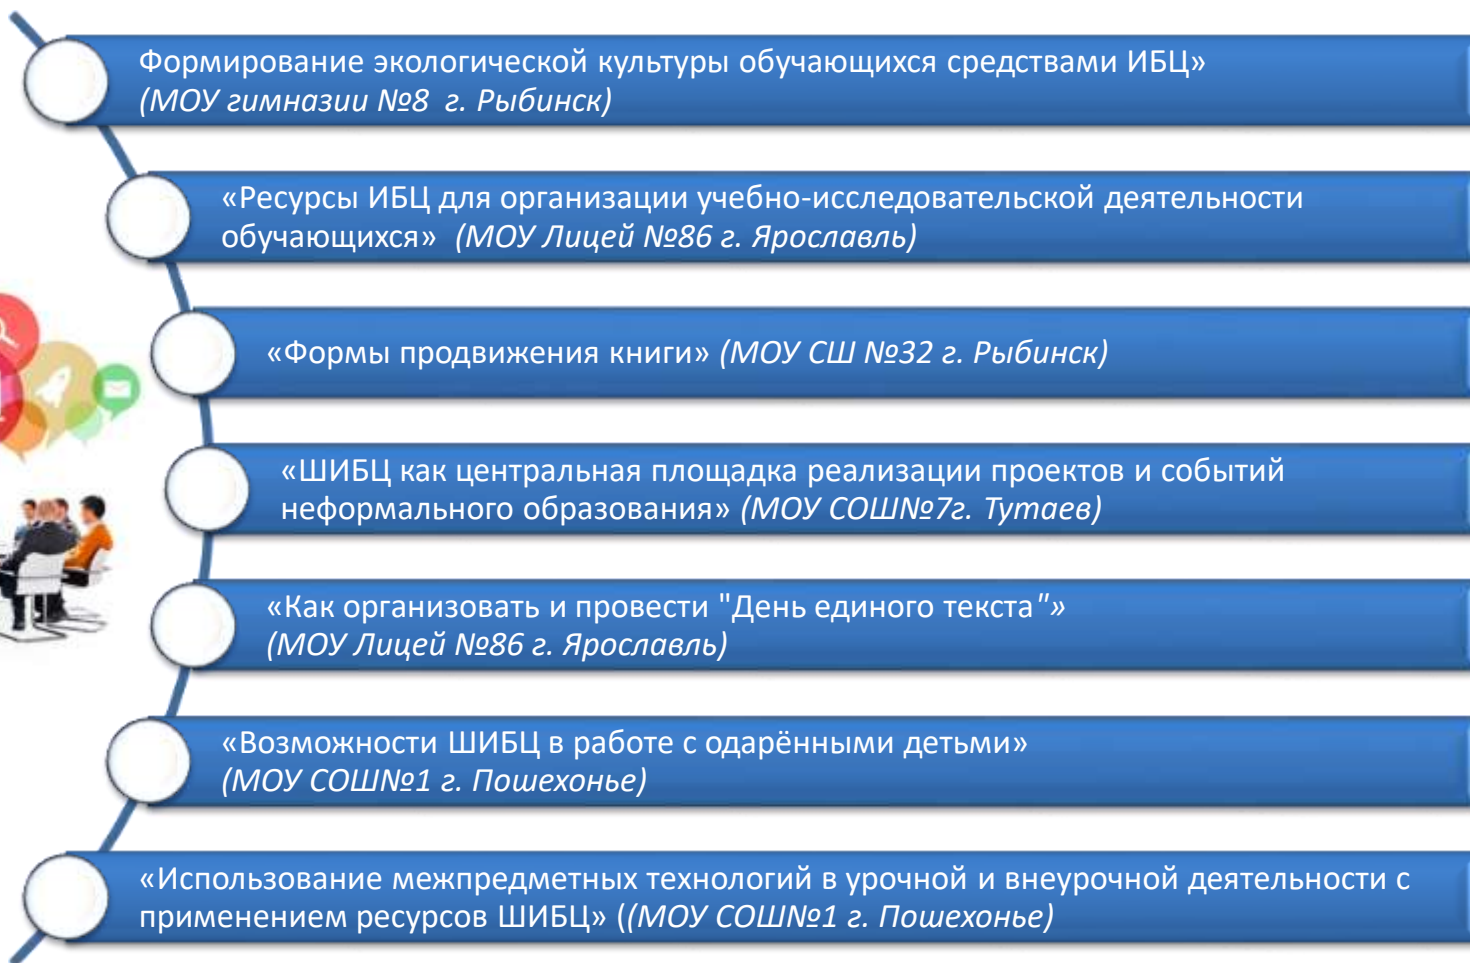 Формирование экологической культуры обучающихся средствами ИБЦ»
(МОУ гимназии №8 г. Рыбинск)
«Ресурсы ИБЦ для организации учебно-исследовательской деятельности
обучающихся» (МОУ Лицей №86 г. Ярославль)
«Формы продвижения книги» (МОУ СШ №32 г. Рыбинск)
«ШИБЦ как центральная площадка реализации проектов и событий
неформального образования» (МОУ СОШ№7г. Тутаев)
«Как организовать и провести "День единого текста"»
(МОУ Лицей №86 г. Ярославль)
«Возможности ШИБЦ в работе с одарёнными детьми»
(МОУ СОШ№1 г. Пошехонье)
«Использование межпредметных технологий в урочной и внеурочной деятельности с
применением ресурсов ШИБЦ» ((МОУ СОШ№1 г. Пошехонье)